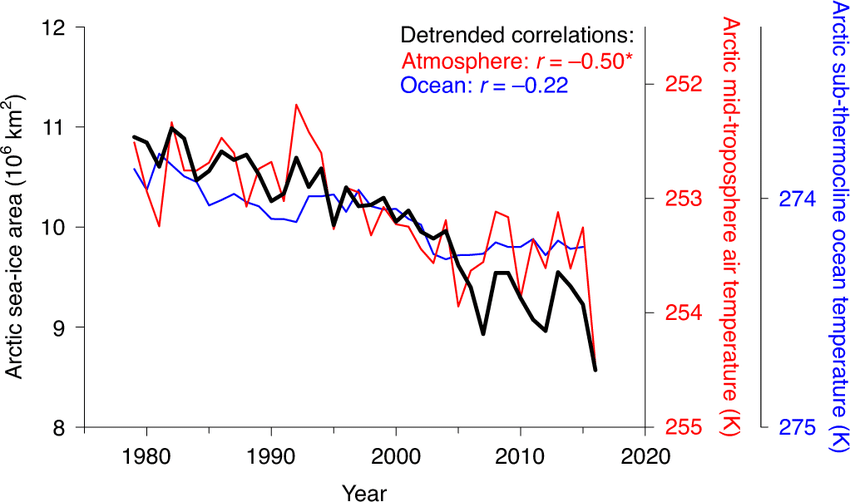 Detrended correlations:
Atmosphere: r = –0.50*
Ocean: r = –0.22
Arctic sea-ice area (10⁶ km²)
12
11
10
9
8
1980
1990
2000
2010
2020
Year
252
253
254
255
Arctic mid-troposphere air temperature (K)
274
275
Arctic sub-thermocline ocean temperature (K)